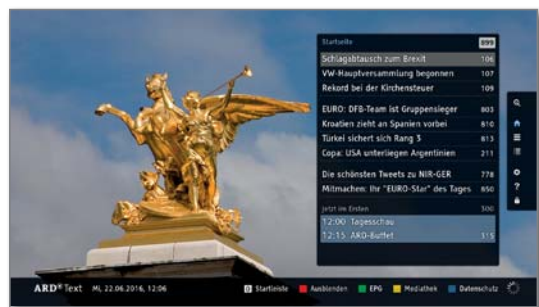 Startseite 899
Schlagabtausch zum Brexit 106
VW-Hauptversammlung begonnen 107
Rekord bei der Kirchensteuer 109
EURO: DFB-Team ist Gruppensieger 803
Kroatien zieht an Spanien vorbei 810
Türkei sichert sich Rang 3 813
Copa: USA unterliegen Argentinien 211
Die schönsten Tweets zu NIR-GER 778
Mitmachen: Ihr "EURO-Star" des Tages 850
Jetzt im Ersten 300
12:00 Tagesschau
12:15 ARD-Buffet 315
ARD Text Mi, 22.06.2016, 12:06 0 Startleiste Ausblenden EPG Mediathek Datenschutz